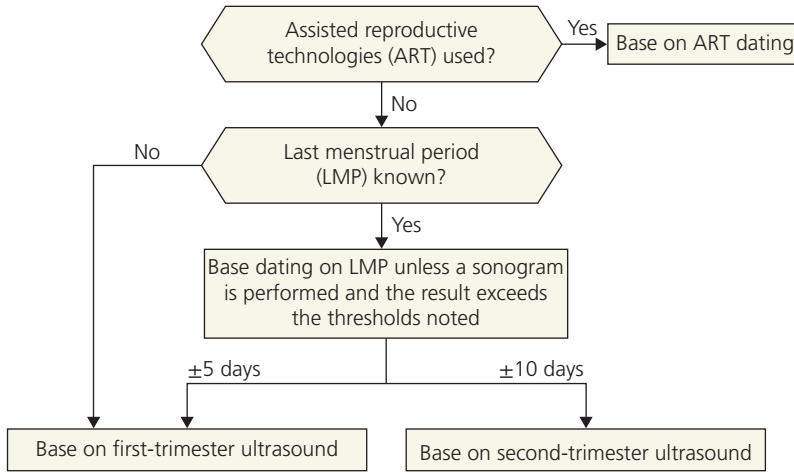 Assisted reproductive
technologies (ART) used?
Yes
Base on ART dating
No
No
Last menstrual period
(LMP) known?
Yes
Base dating on LMP unless a sonogram
is performed and the result exceeds
the thresholds noted
±5 days
±10 days
Base on first-trimester ultrasound
Base on second-trimester ultrasound